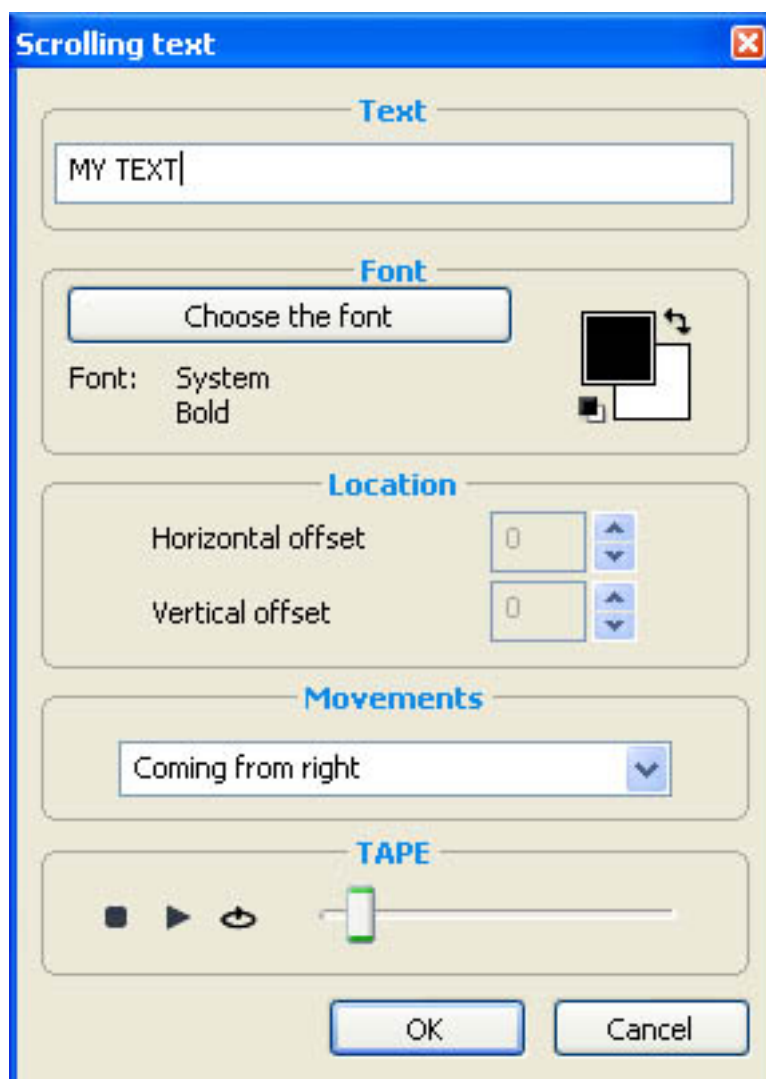 Scrolling text
Text
MY TEXT
Font
Choose the font
Font: System
Bold
Location
Horizontal offset 0
Vertical offset 0
Movements
Coming from right
TAPE
OK Cancel